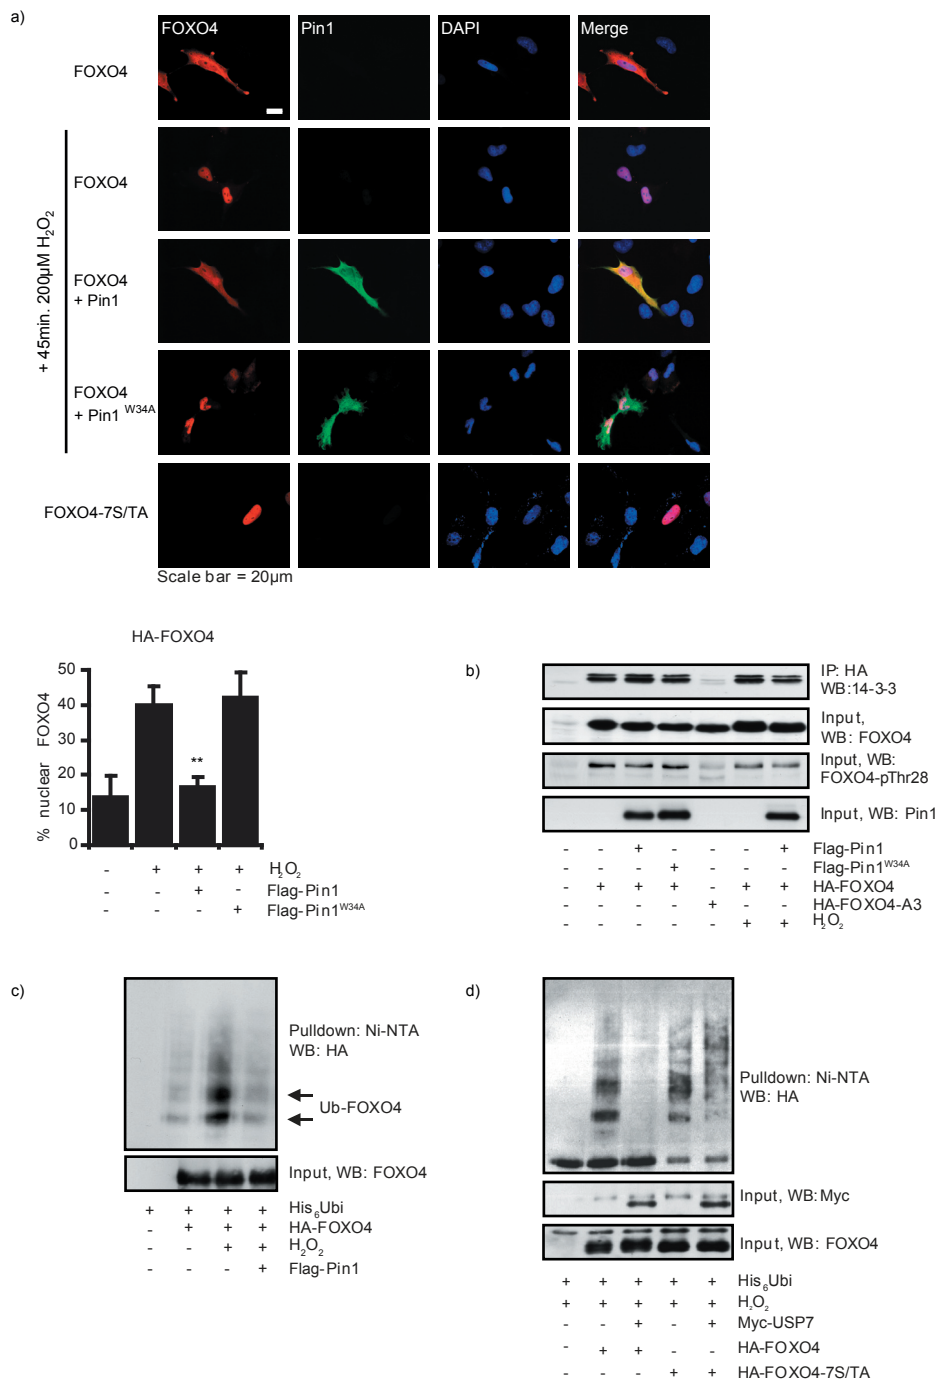 a)
FOXO4 Pin1 DAPI Merge
FOXO4
+ 45min. 200µM H₂O₂
FOXO4
FOXO4
+ Pin1
FOXO4
+ Pin1 W34A
FOXO4-7S/TA
Scale bar = 20µm
HA-FOXO4
% nuclear FOXO4
50
40
30
20
10
0
**
- + + + H₂O₂
- - + - Flag-Pin1
- - - + Flag-Pin1W34A
b)
IP: HA
WB:14-3-3
Input,
WB: FOXO4
Input, WB:
FOXO4-pThr28
Input, WB: Pin1
- - + - - - + Flag-Pin1
- - - + - - - Flag-Pin1W34A
- + + + - + + HA-FOXO4
- - - - + - - HA-FOXO4-A3
- - - - - + + H₂O₂
c)
Pulldown: Ni-NTA
WB: HA
Ub-FOXO4
Input, WB: FOXO4
+ + + + His₆Ubi
- + + + HA-FOXO4
- - + + H₂O₂
- - - + Flag-Pin1
d)
Pulldown: Ni-NTA
WB: HA
Input, WB:Myc
Input, WB: FOXO4
+ + + + + His₆Ubi
+ + + + + H₂O₂
- - + - + Myc-USP7
- + + - - HA-FOXO4
- - - + + HA-FOXO4-7S/TA